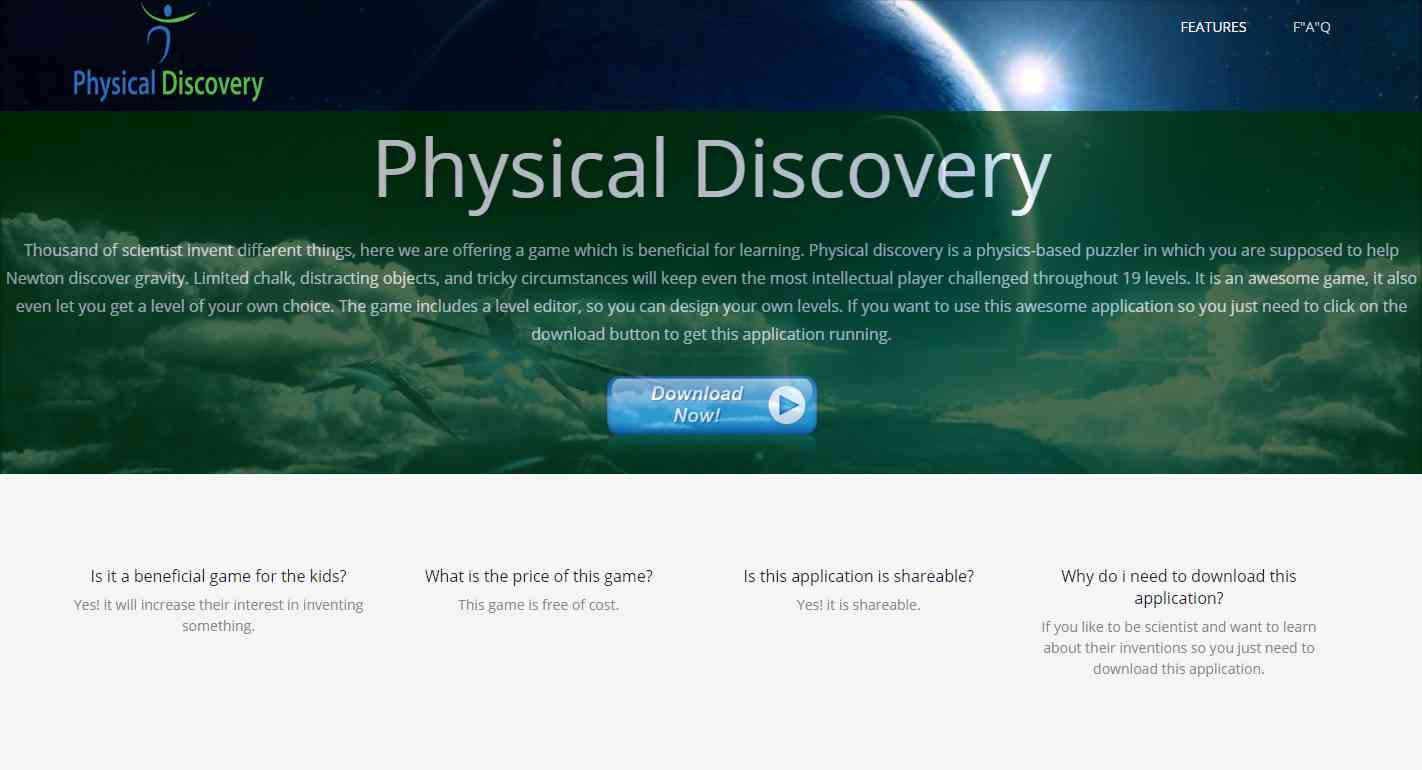 Physical Discovery
FEATURES
F"A"Q
Physical Discovery
Thousand of scientist invent different things, here we are offering a game which is beneficial for learning. Physical discovery is a physics-based puzzler in which you are supposed to help
Newton discover gravity. Limited chalk, distracting objects, and tricky circumstances will keep even the most intellectual player challenged throughout 19 levels. It is an awesome game, it also
even let you get a level of your own choice. The game includes a level editor, so you can design your own levels. If you want to use this awesome application so you just need to click on the
download button to get this application running.
Download
Now!
Is it a beneficial game for the kids?
Yes! it will increase their interest in inventing
something.
What is the price of this game?
This game is free of cost.
Is this application is shareable?
Yes! it is shareable.
Why do i need to download this
application?
If you like to be scientist and want to learn
about their inventions so you just need to
download this application.